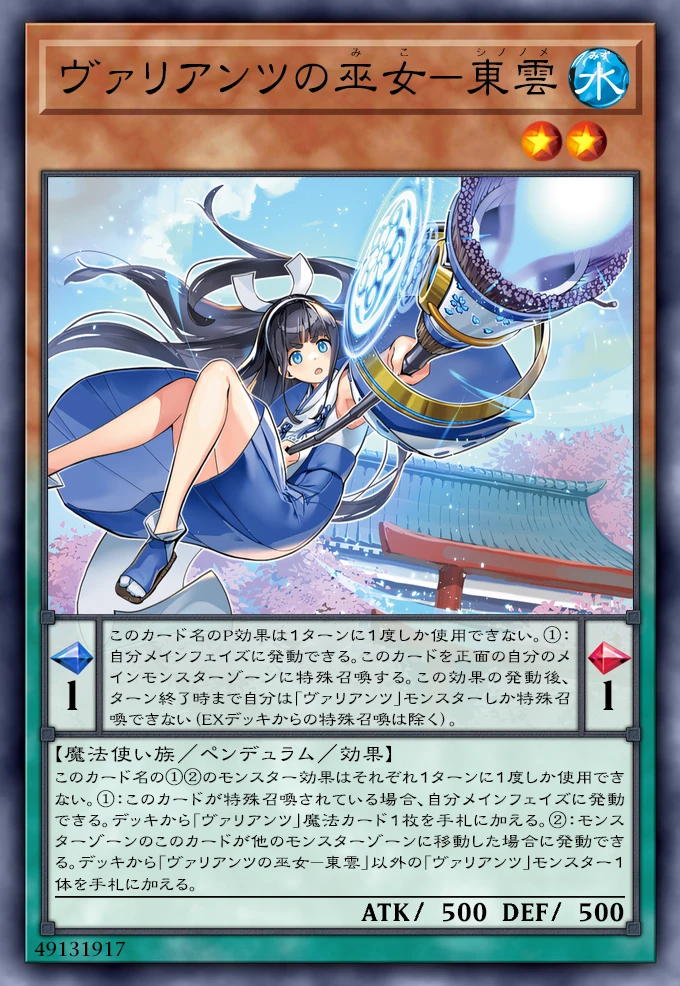 みこ シノノメ
ヴァリアンツの巫女－東雲
みず
水
このカード名のP効果は1ターンに1度しか使用できない。①：
自分メインフェイズに発動できる。このカードを正面の自分のメ
インモンスターゾーンに特殊召喚する。この効果の発動後、
ターン終了時まで自分は「ヴァリアンツ」モンスターしか特殊召
喚できない(EXデッキからの特殊召喚は除く)。
1
1
【魔法使い族／ペンデュラム／効果】
このカード名の①②のモンスター効果はそれぞれ1ターンに1度しか使用でき
ない。①：このカードが特殊召喚されている場合、自分メインフェイズに発動
できる。デッキから「ヴァリアンツ」魔法カード1枚を手札に加える。②：モンス
ターゾーンのこのカードが他のモンスターゾーンに移動した場合に発動でき
る。デッキから「ヴァリアンツの巫女－東雲」以外の「ヴァリアンツ」モンスター1
体を手札に加える。
ATK/ 500 DEF/ 500
49131917